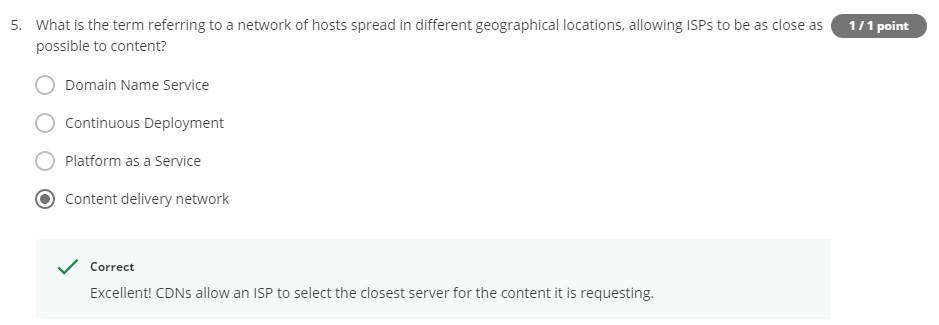 5. What is the term referring to a network of hosts spread in different geographical locations, allowing ISPs to be as close as
1 / 1 point
possible to content?
Domain Name Service
Continuous Deployment
Platform as a Service
Content delivery network
Correct
Excellent! CDNs allow an ISP to select the closest server for the content it is requesting.